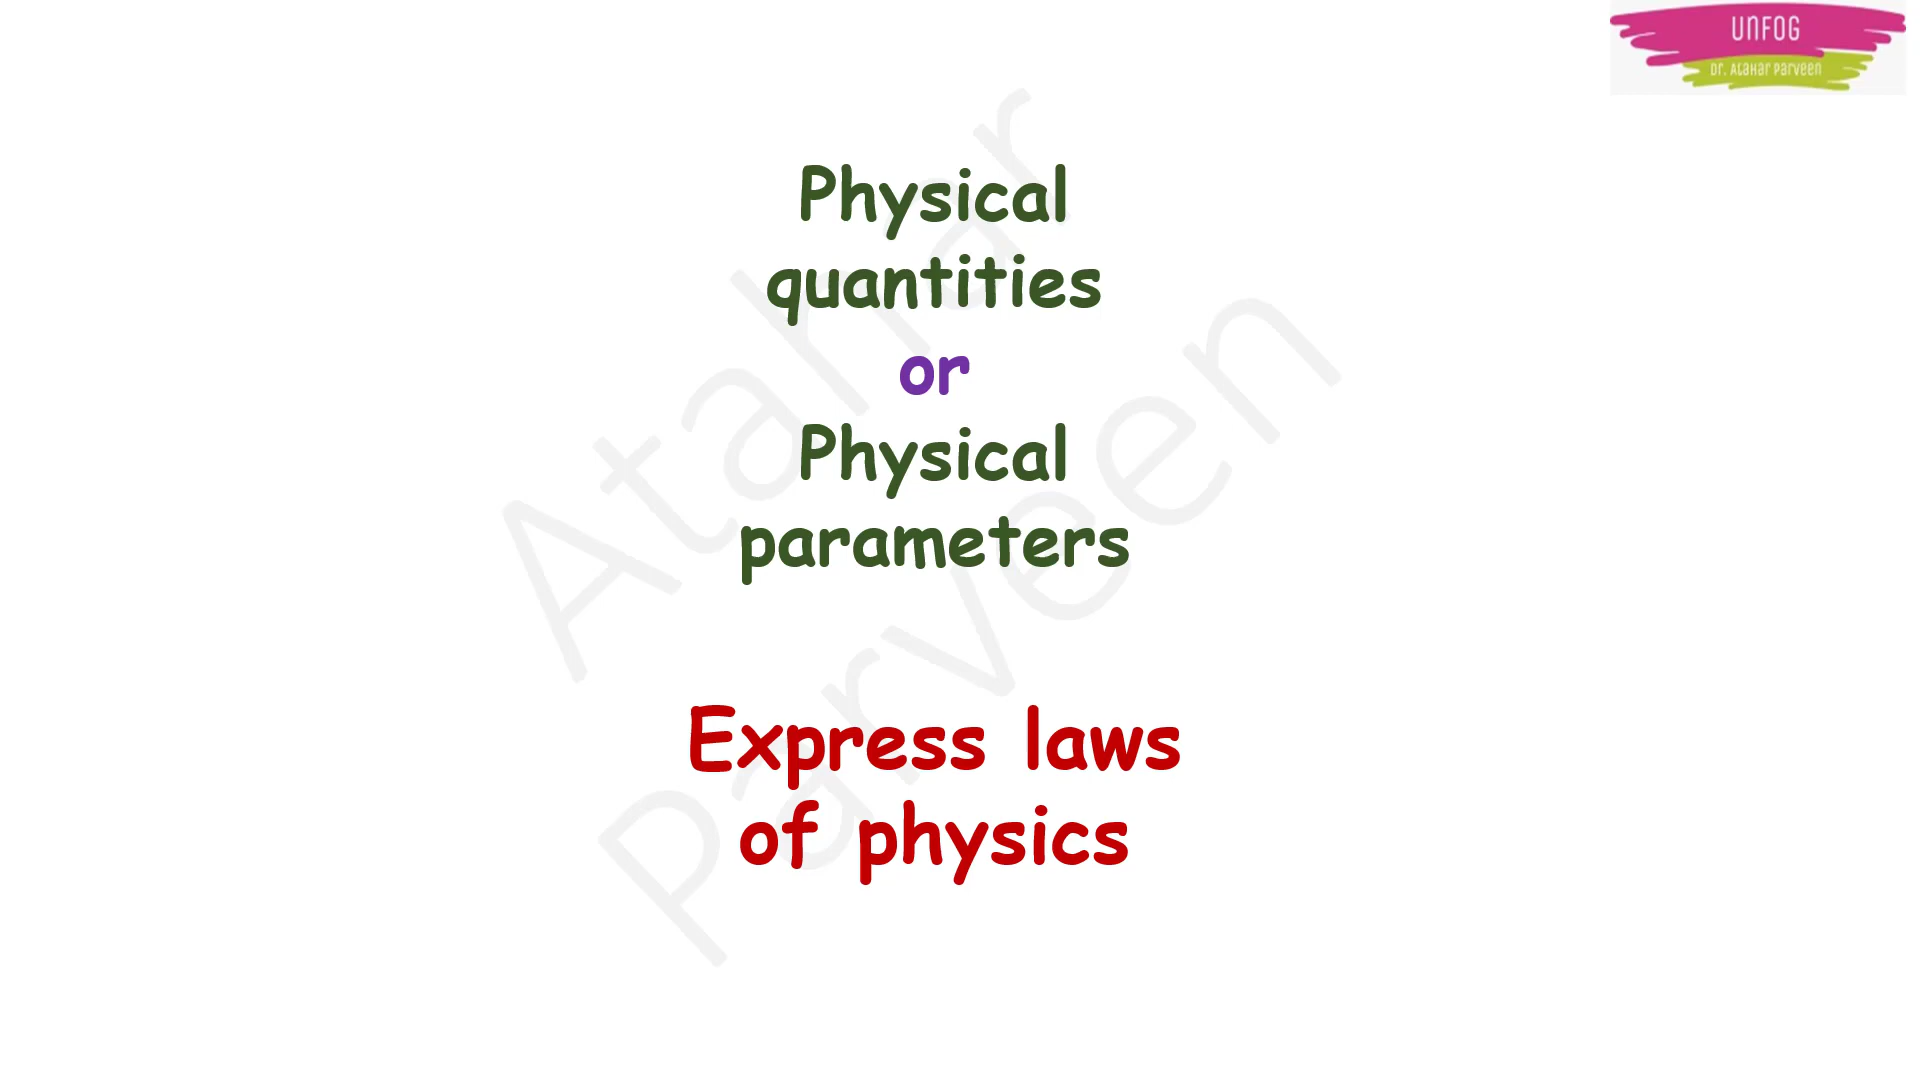 UNFOG
Dr. Atahar Parveen
Physical
quantities
or
Physical
parameters
Express laws
of physics
Atahar
Parveen